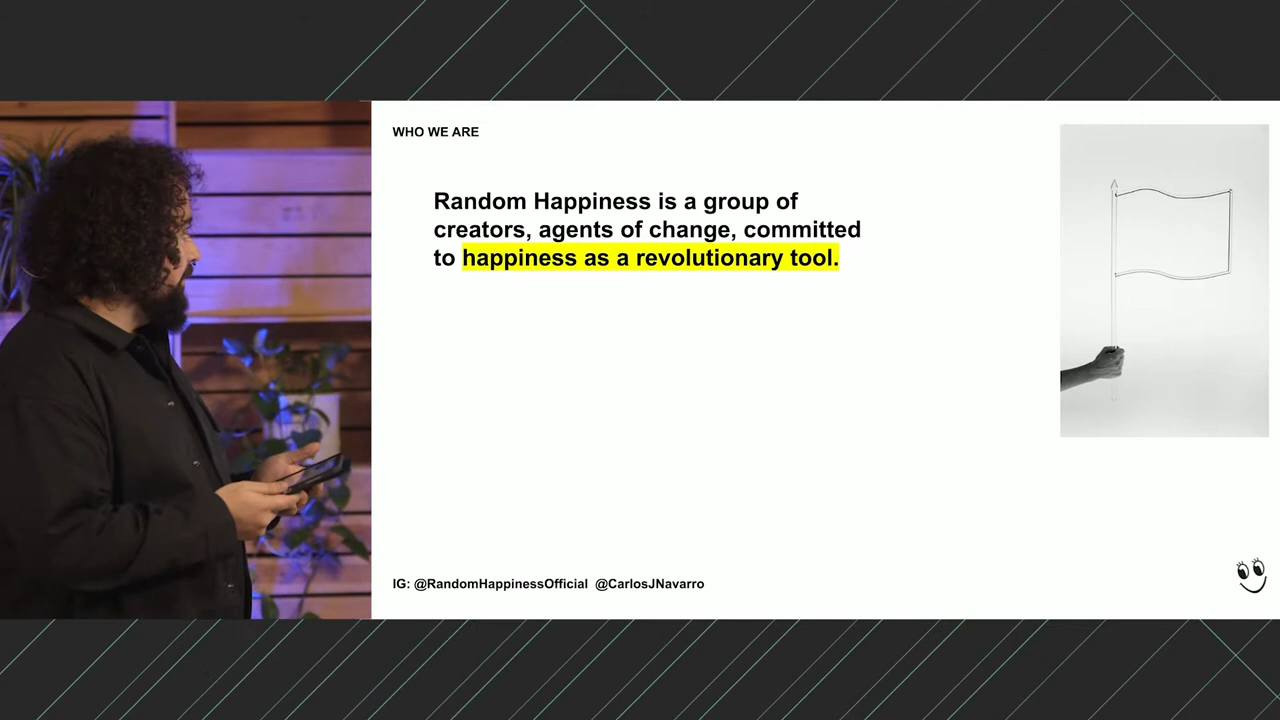 WHO WE ARE
Random Happiness is a group of
creators, agents of change, committed
to happiness as a revolutionary tool.
IG: @RandomHappinessOfficial @CarlosJNavarro